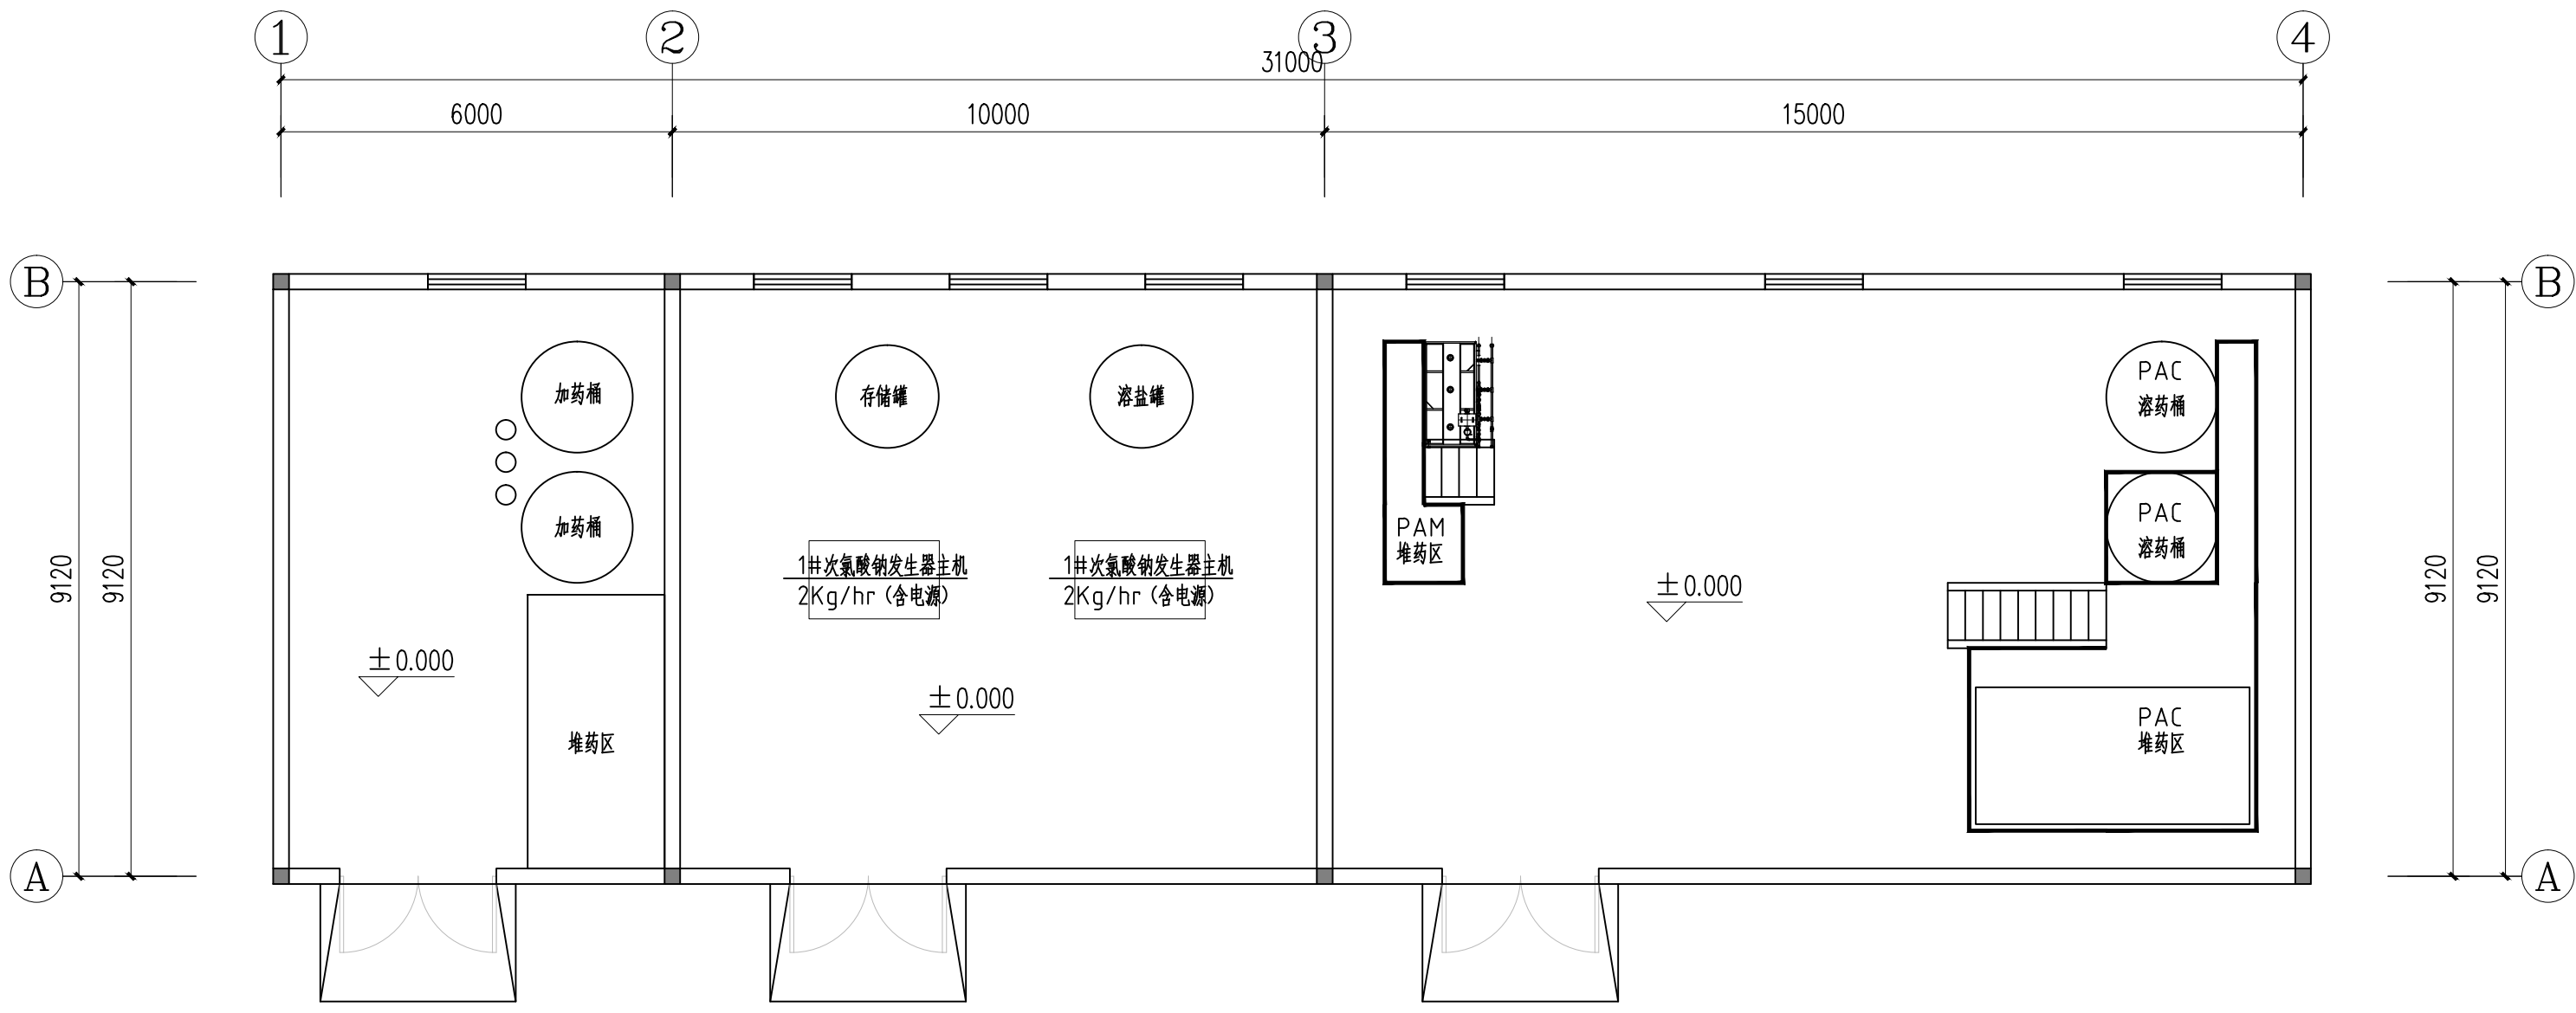 1
2
3
4
31000
6000
10000
15000
B
B
加药桶
存储罐
溶盐罐
PAC
溶药桶
加药桶
PAM
堆药区
PAC
溶药桶
1#次氯酸钠发生器主机
2Kg/hr (含电源)
1#次氯酸钠发生器主机
2Kg/hr (含电源)
9120
9120
±0.000
9120
9120
±0.000
±0.000
堆药区
PAC
堆药区
A
A